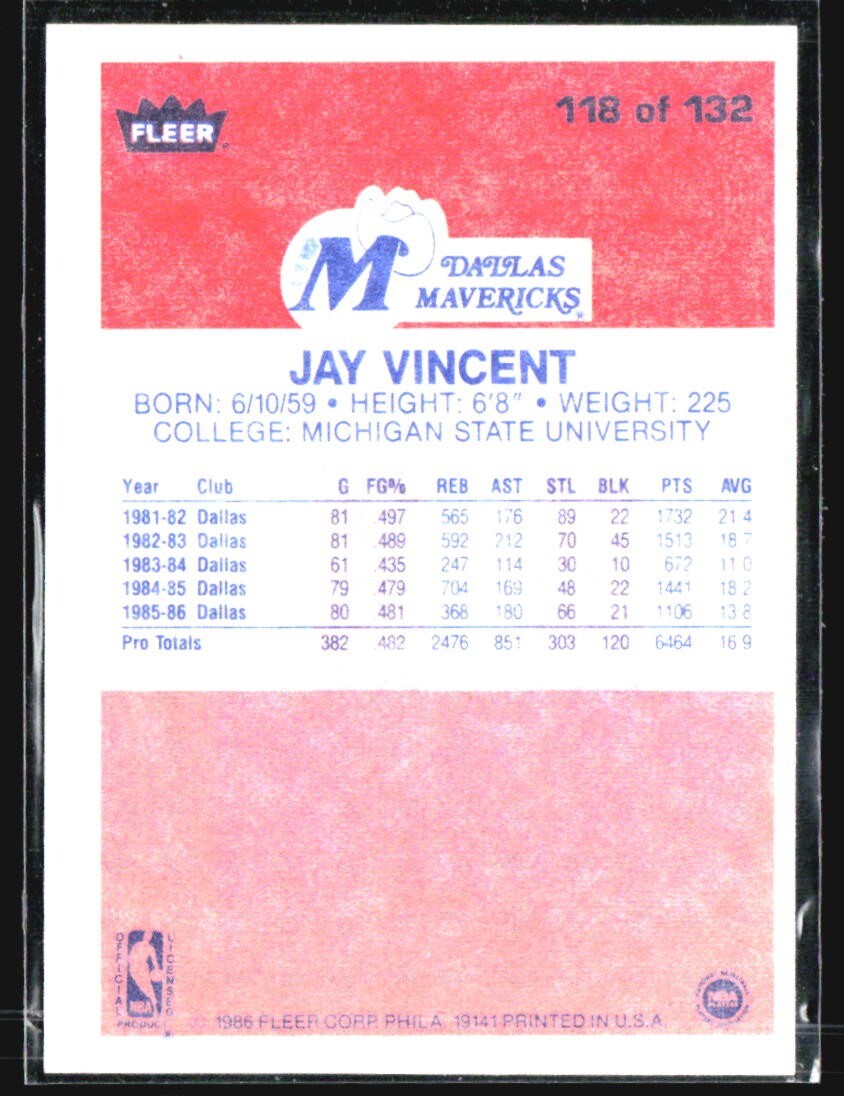 FLEER
118 of 132
M DALLAS
MAVERICKS
JAY VINCENT
BORN: 6/10/59 • HEIGHT: 6'8" • WEIGHT: 225
COLLEGE: MICHIGAN STATE UNIVERSITY
Year Club G FG% REB AST STL BLK PTS AVG
1981-82 Dallas 81 .497 565 176 89 22 1732 21.4
1982-83 Dallas 81 .489 592 212 70 45 1513 18.7
1983-84 Dallas 61 .435 247 114 30 10 672 11.0
1984-85 Dallas 79 .479 704 169 48 22 1441 18.2
1985-86 Dallas 80 .481 368 180 66 21 1106 13.8
Pro Totals 382 .482 2476 851 303 120 6464 16.9
OFFICIAL
LICENSED
NBA
PRODUCT
© 1986 FLEER CORP. PHILA. 19141 PRINTED IN U.S.A.
NBA